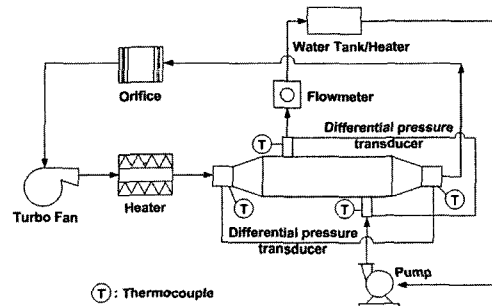 Water Tank/Heater
Orifice
Flowmeter
Differential pressure
transducer
T
Turbo Fan
Heater
T
T
T
Differential pressure
transducer
Pump
T : Thermocouple